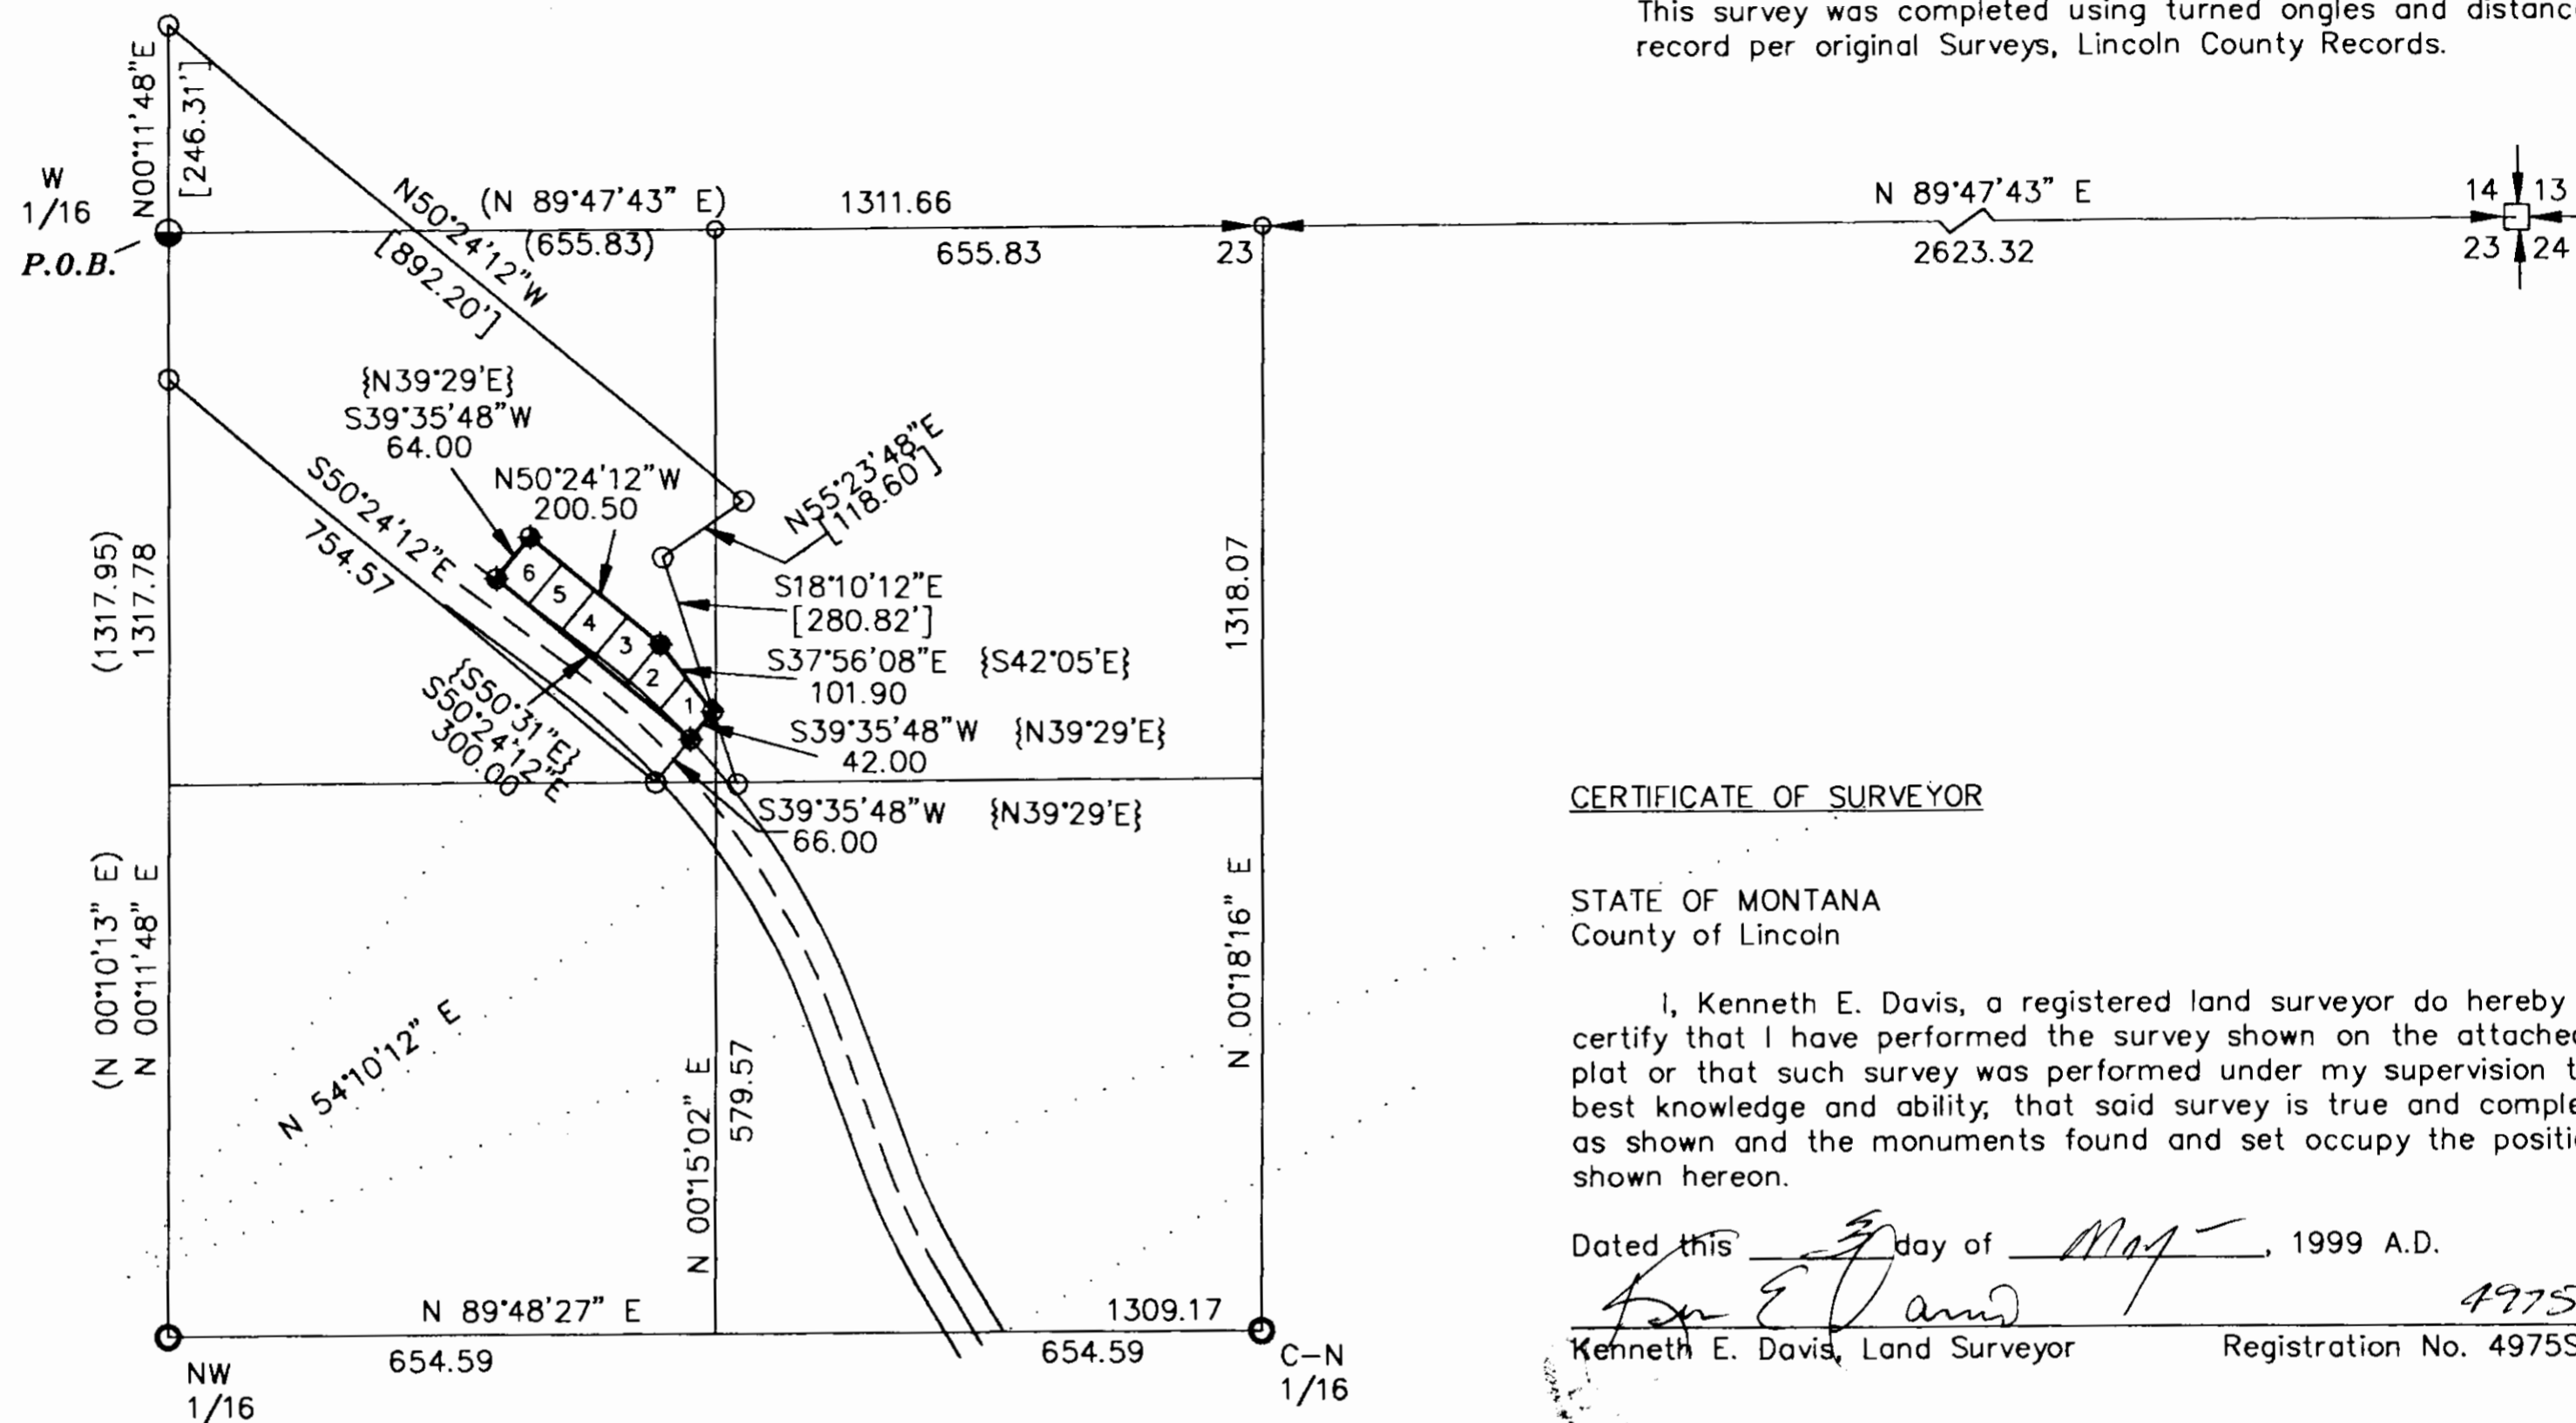 This survey was completed using turned angles and distanc
record per original Surveys, Lincoln County Records.
N00°11'48"E
[246.31']
W
1/16
P.O.B.
N50°24'12"W
[892.20']
(N 89°47'43" E)
(655.83)
1311.66
655.83
23
N 89°47'43" E
2623.32
14 13
23 24
{N39°29'E}
S39°35'48"W
64.00
N50°24'12"W
200.50
N55°23'48"E
[118.60']
S50°24'12"E
754.57
6
5
4
3
2
1
S18°10'12"E
[280.82']
S37°56'08"E {S42°05'E}
101.90
S39°35'48"W {N39°29'E}
42.00
{S50°31"E}
S50°24'12"E
300.00
S39°35'48"W {N39°29'E}
66.00
(1317.95)
1317.78
1318.07
(N 00°10'13" E)
N 00°11'48" E
N 54°10'12" E
N 00°15'02" E
579.57
N 00°18'16" E
N 89°48'27" E
654.59
1309.17
654.59
NW
1/16
C-N
1/16
CERTIFICATE OF SURVEYOR
STATE OF MONTANA
County of Lincoln
I, Kenneth E. Davis, a registered land surveyor do hereby
certify that I have performed the survey shown on the attache
plat or that such survey was performed under my supervision t
best knowledge and ability; that said survey is true and comple
as shown and the monuments found and set occupy the positi
shown hereon.
Dated this day of May, 1999 A.D.
4975S
Kenneth E. Davis, Land Surveyor Registration No. 4975S